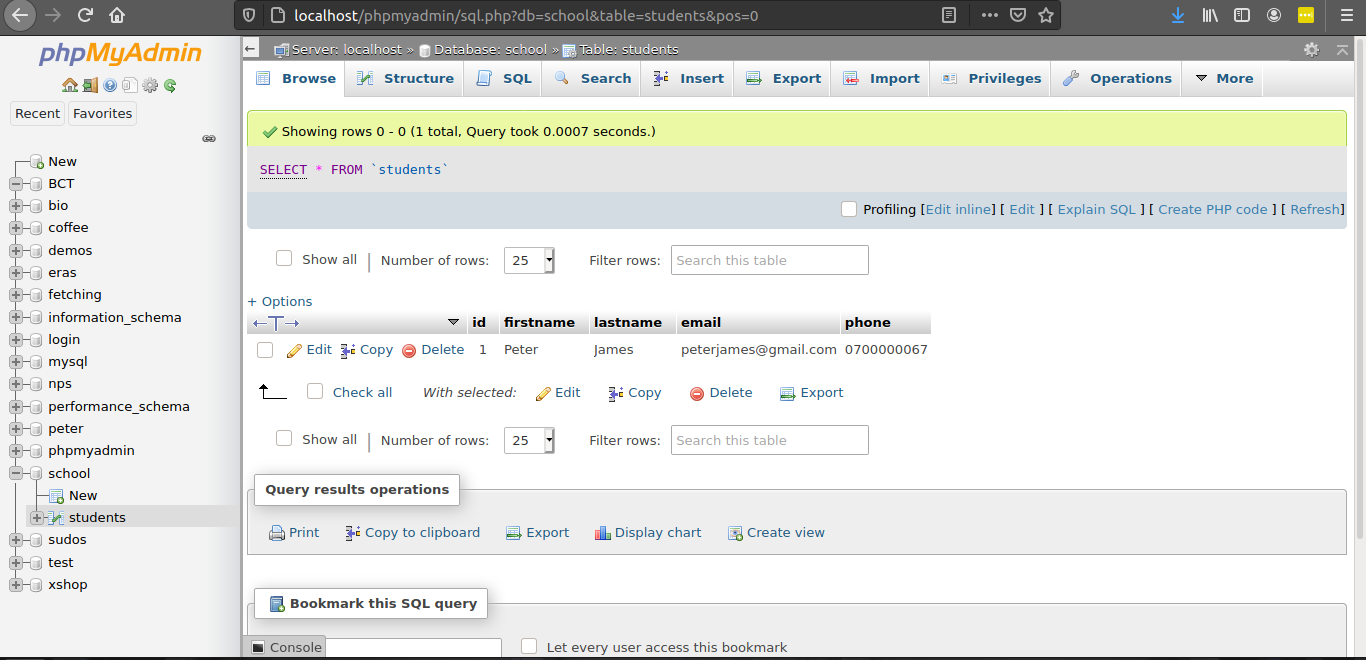 localhost/phpmyadmin/sql.php?db=school&table=students&pos=0
phpMyAdmin
Recent Favorites
New
BCT
bio
coffee
demos
eras
fetching
information_schema
login
mysql
nps
performance_schema
peter
phpmyadmin
school
New
students
sudos
test
xshop
Server: localhost » Database: school » Table: students
Browse Structure SQL Search Insert Export Import Privileges Operations More
Showing rows 0 - 0 (1 total, Query took 0.0007 seconds.)
SELECT * FROM `students`
Profiling [Edit inline] [ Edit ] [ Explain SQL ] [ Create PHP code ] [ Refresh]
Show all | Number of rows: 25 Filter rows: Search this table
+ Options
←T→ id firstname lastname email phone
Edit Copy Delete 1 Peter James peterjames@gmail.com 0700000067
Check all With selected: Edit Copy Delete Export
Show all | Number of rows: 25 Filter rows: Search this table
Query results operations
Print Copy to clipboard Export Display chart Create view
Bookmark this SQL query
Console Let every user access this bookmark